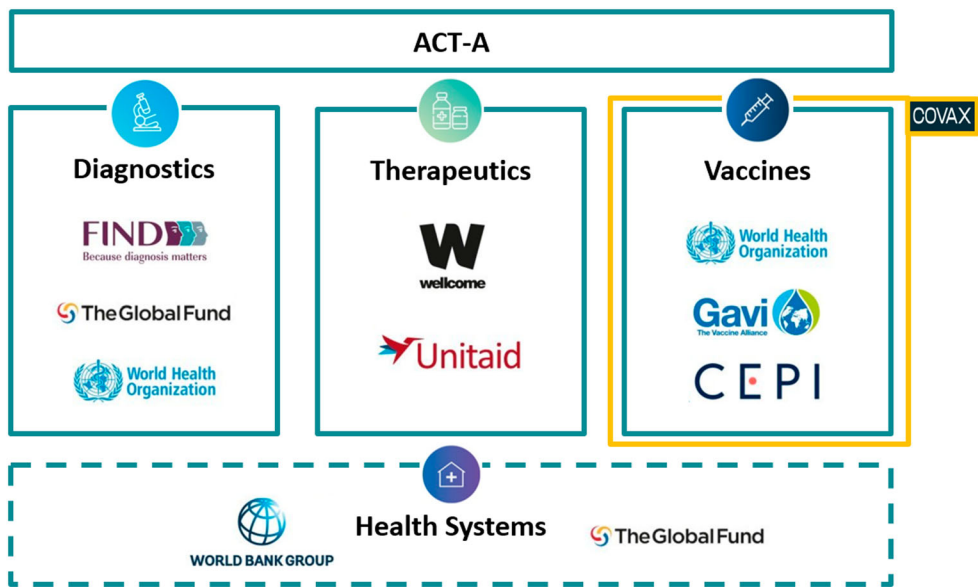 ACT-A
COVAX
Diagnostics
FIND
Because diagnosis matters
The Global Fund
World Health
Organization
Therapeutics
W
wellcome
Unitaid
Vaccines
World Health
Organization
Gavi
The Vaccine Alliance
CEPI
Health Systems
WORLD BANK GROUP
The Global Fund